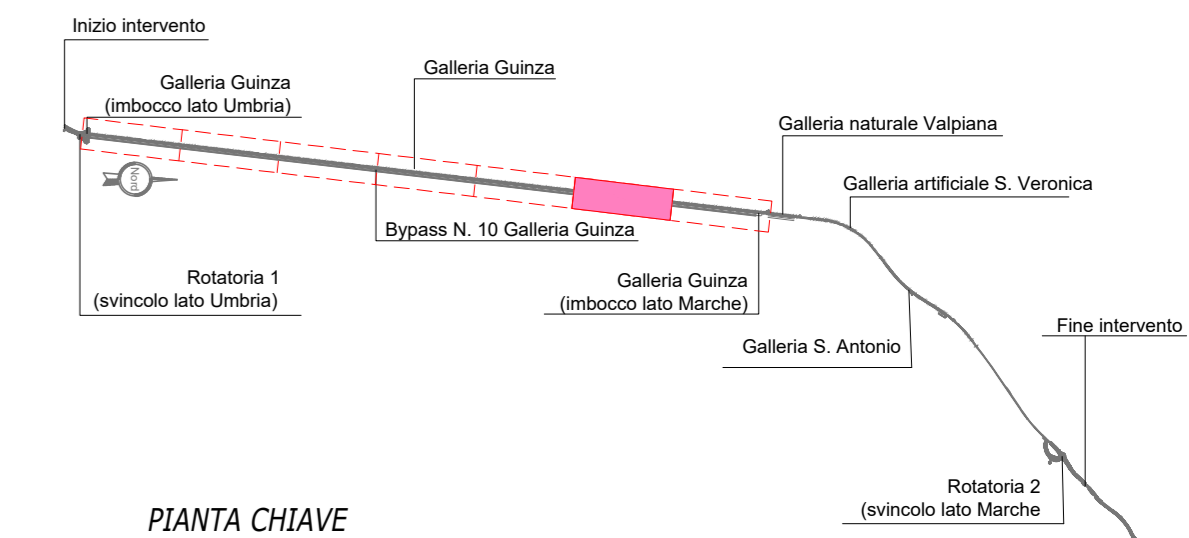 Inizio intervento
Galleria Guinza
(imbocco lato Umbria)
Galleria Guinza
Galleria naturale Valpiana
Galleria artificiale S. Veronica
Nord
Bypass N. 10 Galleria Guinza
Rotatoria 1
(svincolo lato Umbria)
Galleria Guinza
(imbocco lato Marche)
Galleria S. Antonio
Fine intervento
Rotatoria 2
(svincolo lato Marche
PIANTA CHIAVE